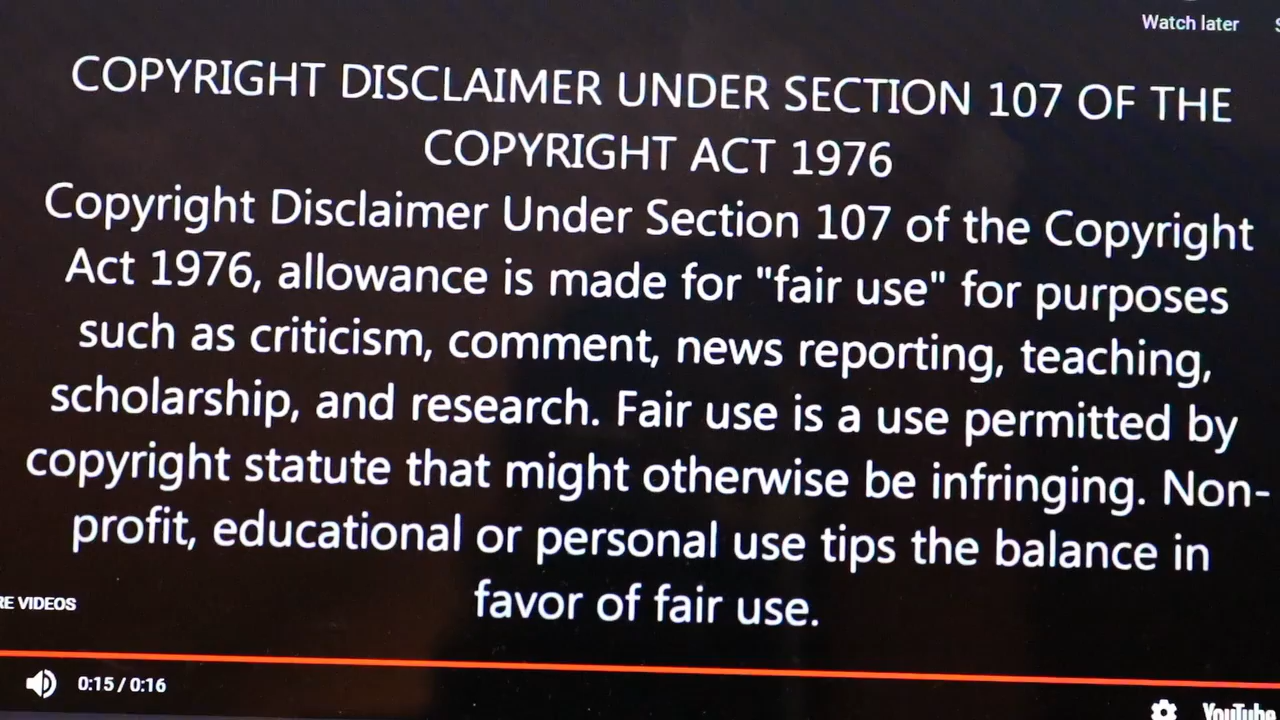 Watch later
COPYRIGHT DISCLAIMER UNDER SECTION 107 OF THE
COPYRIGHT ACT 1976
Copyright Disclaimer Under Section 107 of the Copyright
Act 1976, allowance is made for "fair use" for purposes
such as criticism, comment, news reporting, teaching,
scholarship, and research. Fair use is a use permitted by
copyright statute that might otherwise be infringing. Non-
profit, educational or personal use tips the balance in
favor of fair use.
RE VIDEOS
0:15 / 0:16
YouTube